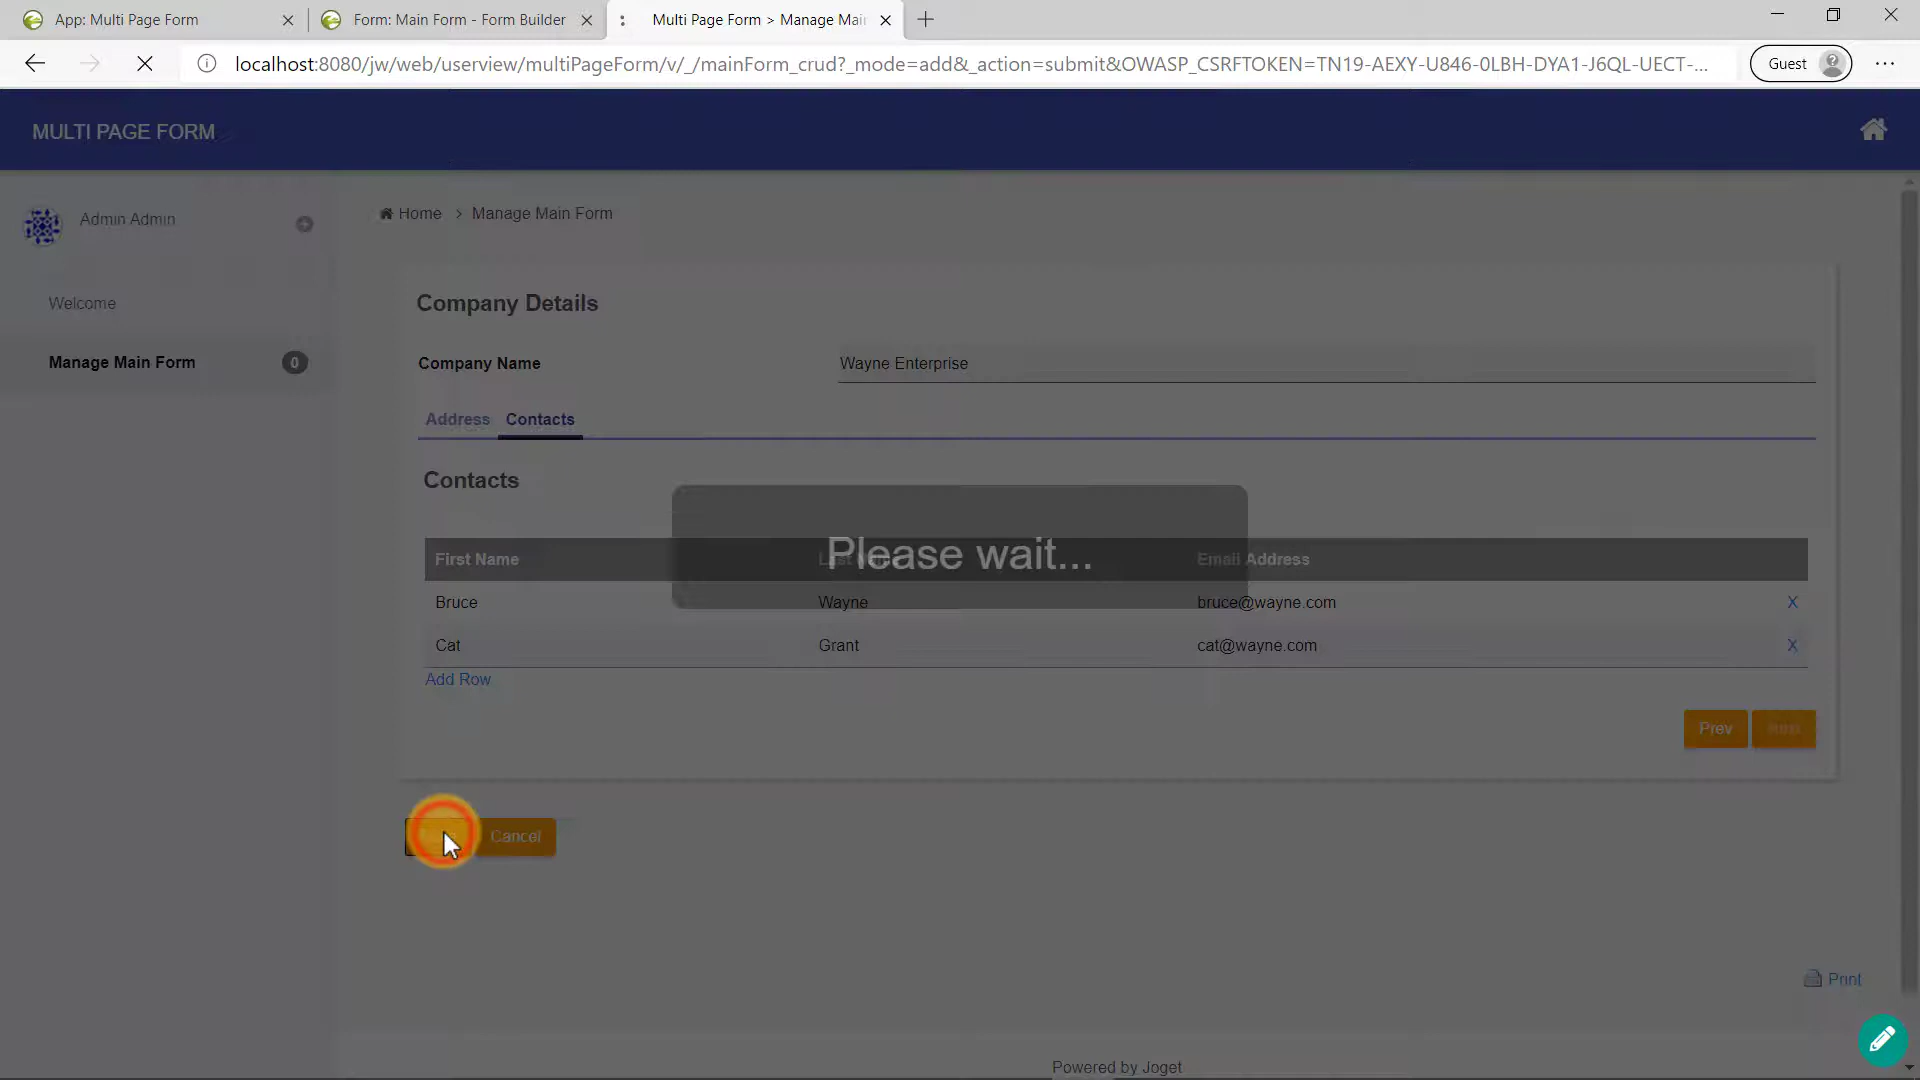 App: Multi Page Form
Form: Main Form - Form Builder
Multi Page Form > Manage Mai
localhost:8080/jw/web/userview/multiPageForm/v/_/mainForm_crud?_mode=add&_action=submit&OWASP_CSRFTOKEN=TN19-AEXY-U846-0LBH-DYA1-J6QL-UECT-...
Guest
MULTI PAGE FORM
Admin Admin
Home > Manage Main Form
Welcome
Manage Main Form 0
Company Details
Company Name Wayne Enterprise
Address Contacts
Contacts
Please wait...
First Name Last Name Email Address
Bruce Wayne bruce@wayne.com X
Cat Grant cat@wayne.com X
Add Row
Prev
Cancel
Print
Powered by Joget